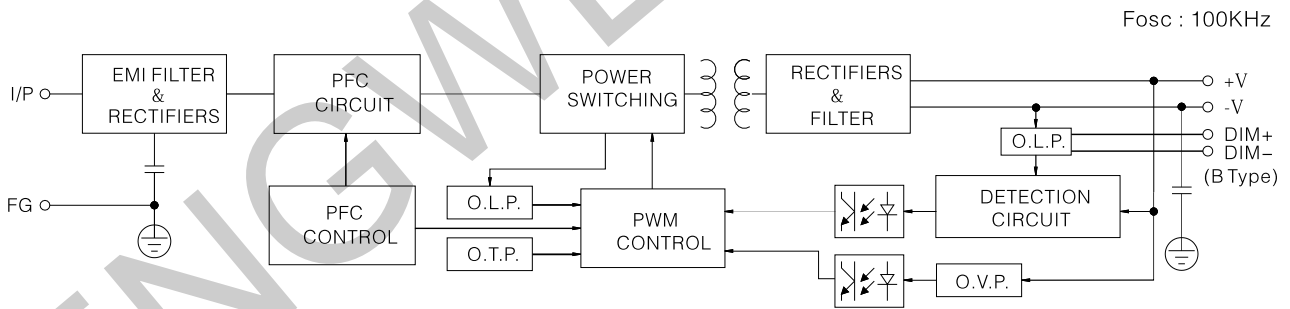 Fosc : 100KHz
I/P
EMI FILTER
&
RECTIFIERS
PFC
CIRCUIT
POWER
SWITCHING
RECTIFIERS
&
FILTER
+V
-V
O.L.P.
DIM+
DIM−
(B Type)
FG
PFC
CONTROL
O.L.P.
O.T.P.
PWM
CONTROL
DETECTION
CIRCUIT
O.V.P.